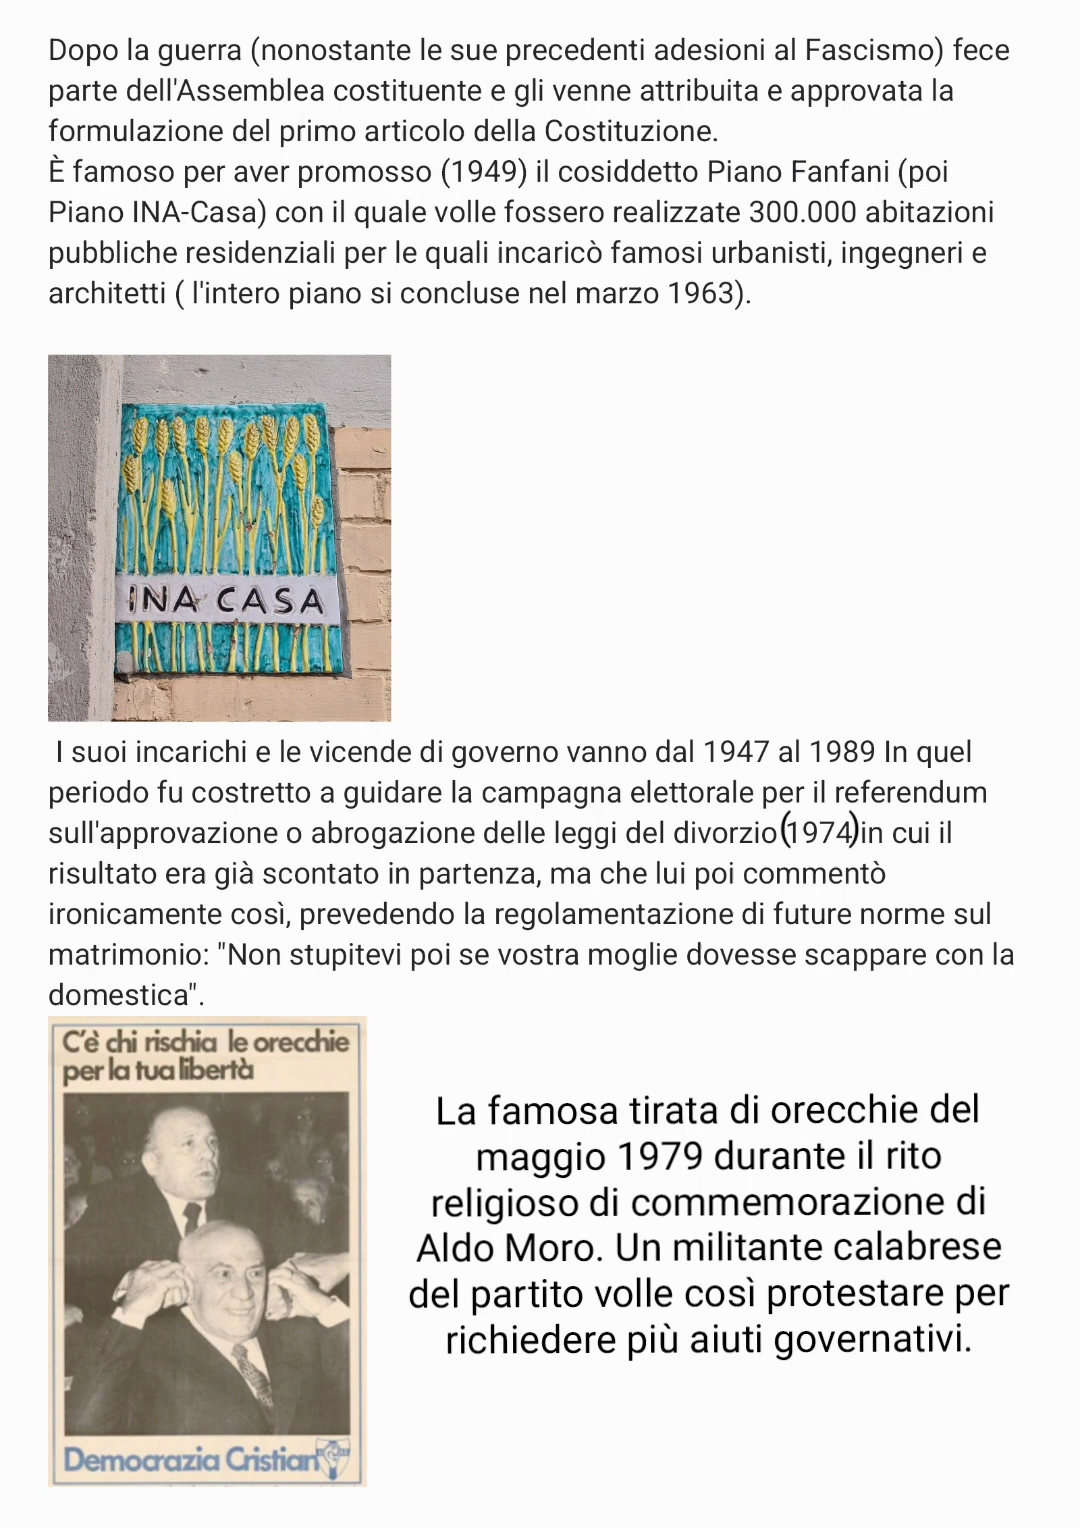 Dopo la guerra (nonostante le sue precedenti adesioni al Fascismo) fece
parte dell'Assemblea costituente e gli venne attribuita e approvata la
formulazione del primo articolo della Costituzione.
È famoso per aver promosso (1949) il cosiddetto Piano Fanfani (poi
Piano INA-Casa) con il quale volle fossero realizzate 300.000 abitazioni
pubbliche residenziali per le quali incaricò famosi urbanisti, ingegneri e
architetti ( l'intero piano si concluse nel marzo 1963).
INA CASA
I suoi incarichi e le vicende di governo vanno dal 1947 al 1989 In quel
periodo fu costretto a guidare la campagna elettorale per il referendum
sull'approvazione o abrogazione delle leggi del divorzio(1974)in cui il
risultato era già scontato in partenza, ma che lui poi commentò
ironicamente così, prevedendo la regolamentazione di future norme sul
matrimonio: "Non stupitevi poi se vostra moglie dovesse scappare con la
domestica".
C'è chi rischia le orecchie
per la tua libertà
Democrazia Cristian
La famosa tirata di orecchie del
maggio 1979 durante il rito
religioso di commemorazione di
Aldo Moro. Un militante calabrese
del partito volle così protestare per
richiedere più aiuti governativi.